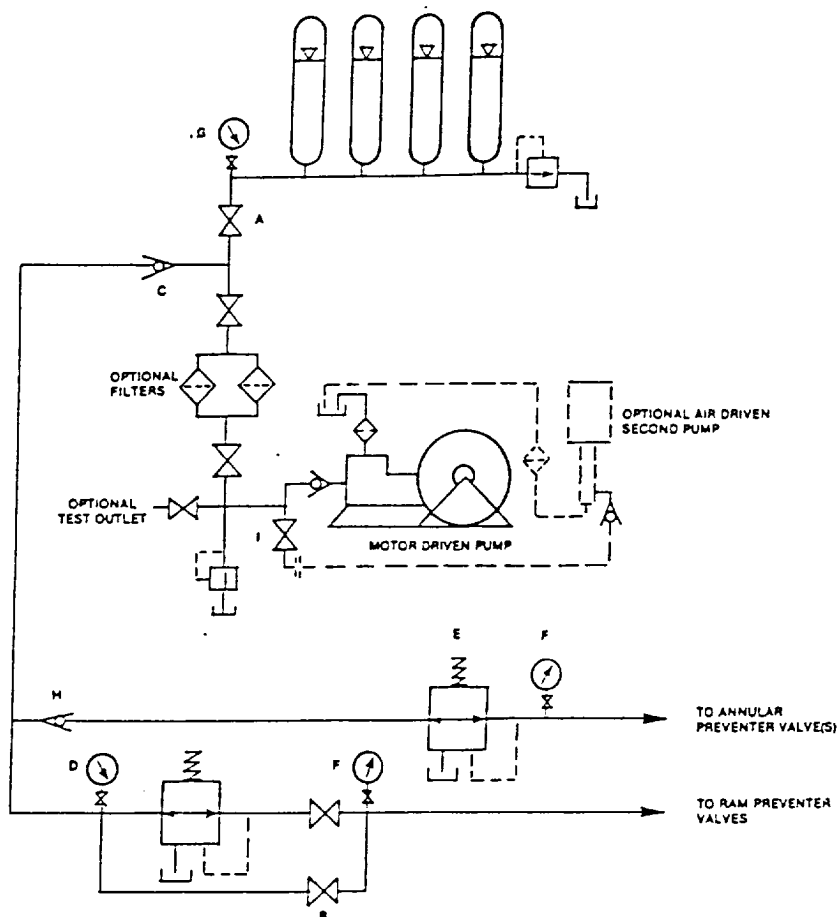 G
A
C
OPTIONAL
FILTERS
OPTIONAL AIR DRIVEN
SECOND PUMP
OPTIONAL
TEST OUTLET
I
MOTOR DRIVEN PUMP
E
F
H
TO ANNULAR
PREVENTER VALVE(S)
D
F
TO RAM PREVENTER
VALVES